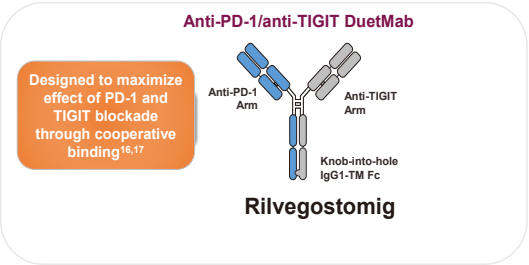 Anti-PD-1/anti-TIGIT DuetMab
Designed to maximize
effect of PD-1 and
TIGIT blockade
through cooperative
binding16,17
Anti-PD-1
Arm
Anti-TIGIT
Arm
Knob-into-hole
IgG1-TM Fc
Rilvegostomig